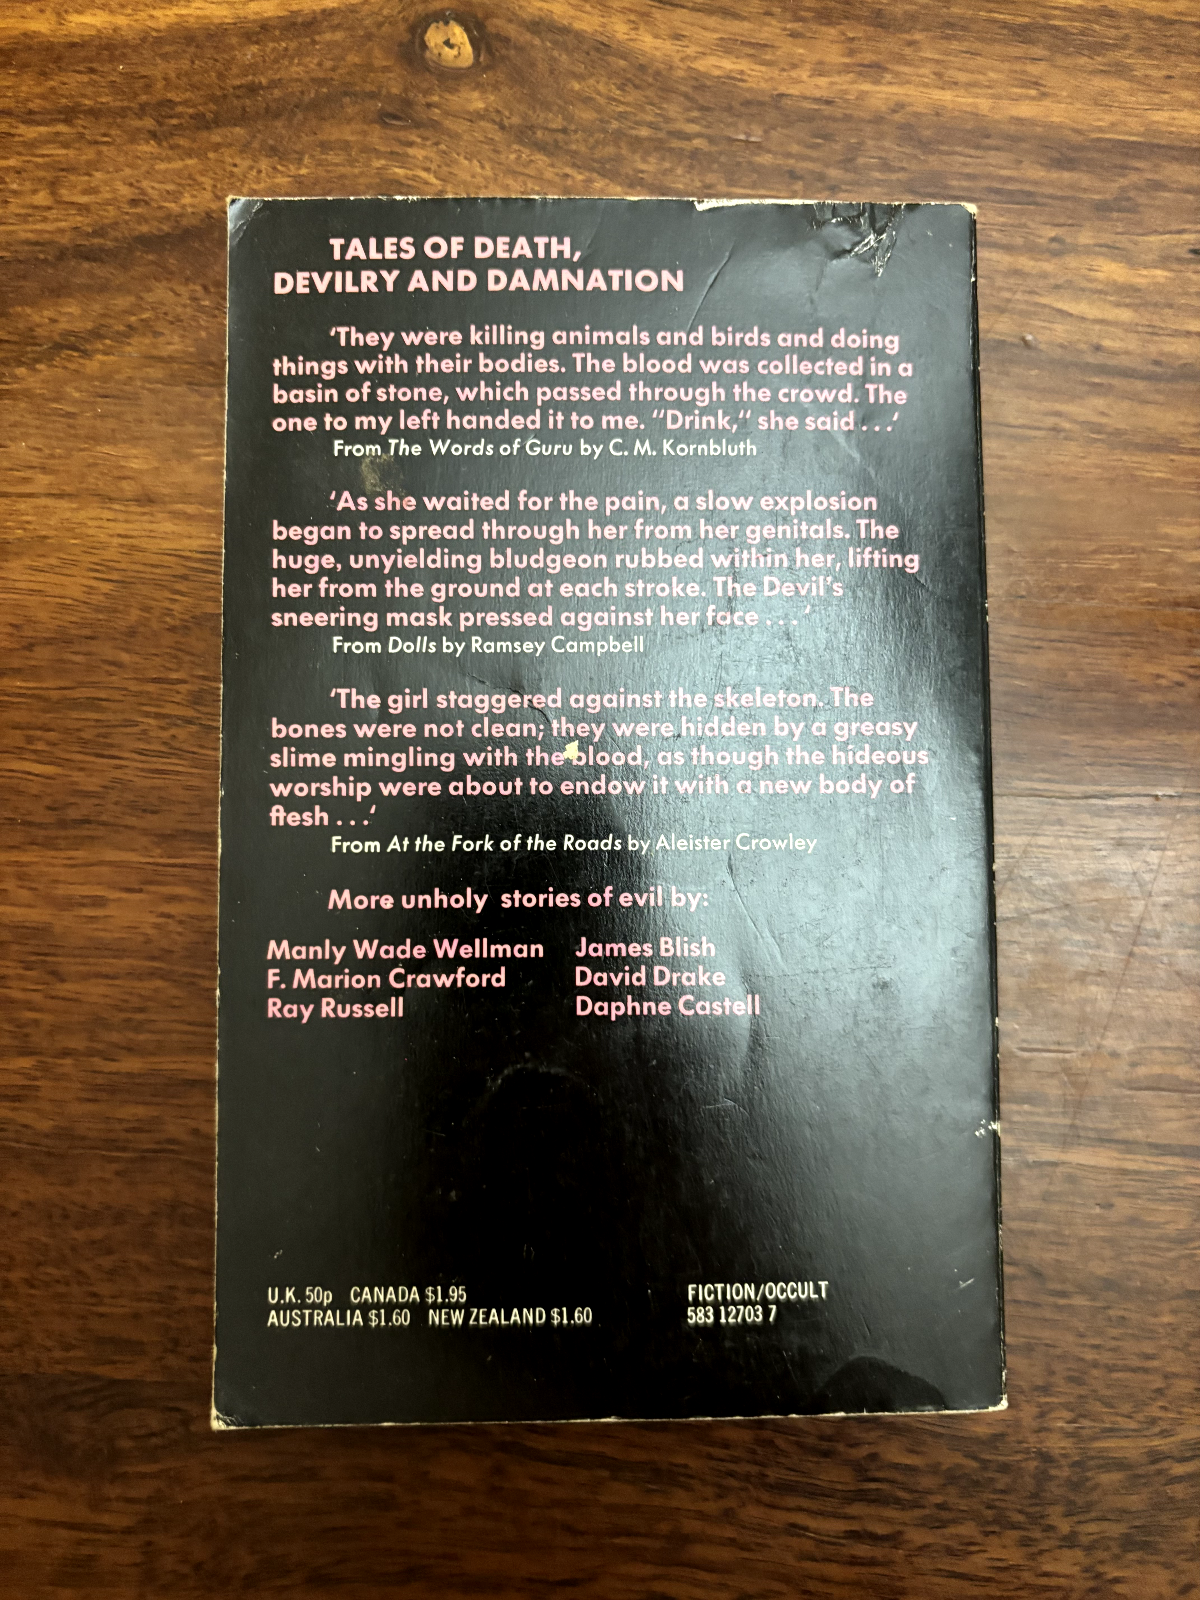 TALES OF DEATH,
DEVILRY AND DAMNATION
‘They were killing animals and birds and doing
things with their bodies. The blood was collected in a
basin of stone, which passed through the crowd. The
one to my left handed it to me. “Drink,“ she said . . .‘
From The Words of Guru by C. M. Kornbluth
‘As she waited for the pain, a slow explosion
began to spread through her from her genitals. The
huge, unyielding bludgeon rubbed within her, lifting
her from the ground at each stroke. The Devil’s
sneering mask pressed against her face . . . ‘
From Dolls by Ramsey Campbell
‘The girl staggered against the skeleton. The
bones were not clean; they were hidden by a greasy
slime mingling with the blood, as though the hideous
worship were about to endow it with a new body of
flesh . . .‘
From At the Fork of the Roads by Aleister Crowley
More unholy stories of evil by:
Manly Wade Wellman James Blish
F. Marion Crawford David Drake
Ray Russell Daphne Castell
U.K. 50p CANADA $1.95 FICTION/OCCULT
AUSTRALIA $1.60 NEW ZEALAND $1.60 583 12703 7